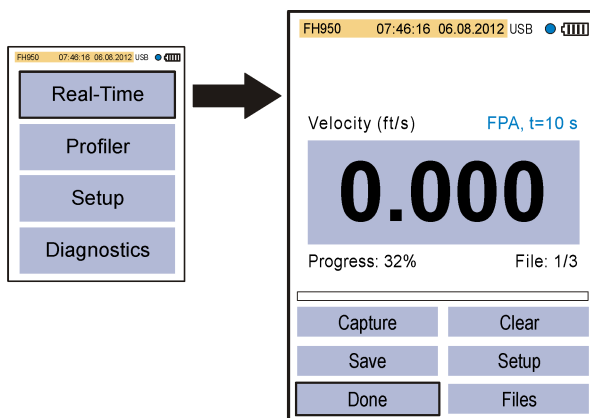 FH950 07:46:16 06.08.2012 USB
Real-Time
Profiler
Setup
Diagnostics
FH950 07:46:16 06.08.2012 USB
Velocity (ft/s) FPA, t=10 s
0.000
Progress: 32% File: 1/3
Capture Clear
Save Setup
Done Files